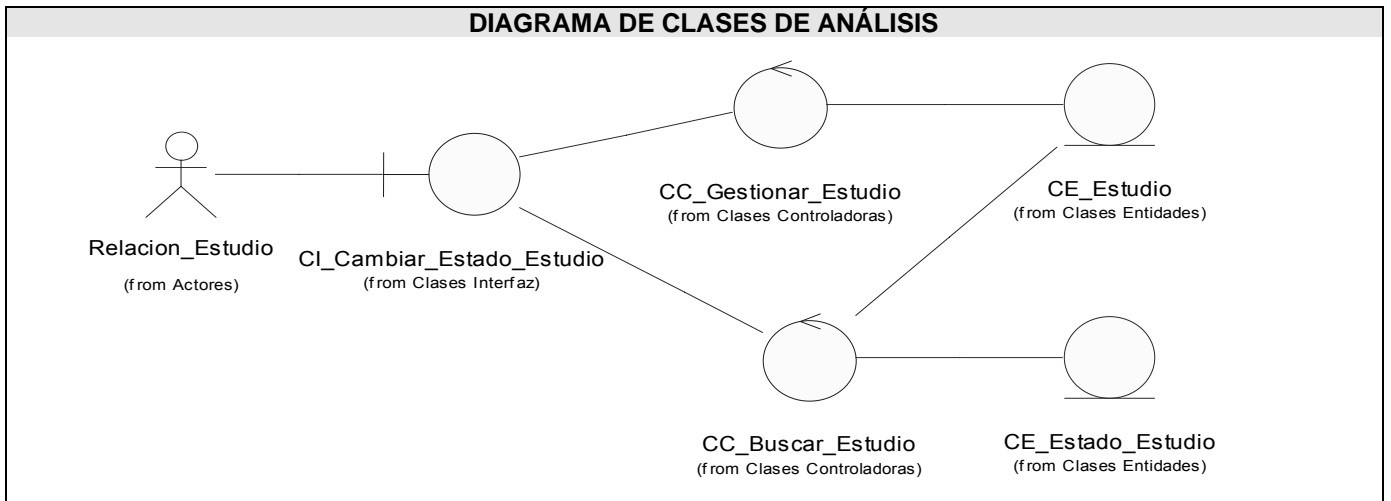 DIAGRAMA DE CLASES DE ANÁLISIS
Relacion_Estudio
(from Actores)
CI_Cambiar_Estado_Estudio
(from Clases Interfaz)
CC_Gestionar_Estudio
(from Clases Controladoras)
CE_Estudio
(from Clases Entidades)
CC_Buscar_Estudio
(from Clases Controladoras)
CE_Estado_Estudio
(from Clases Entidades)